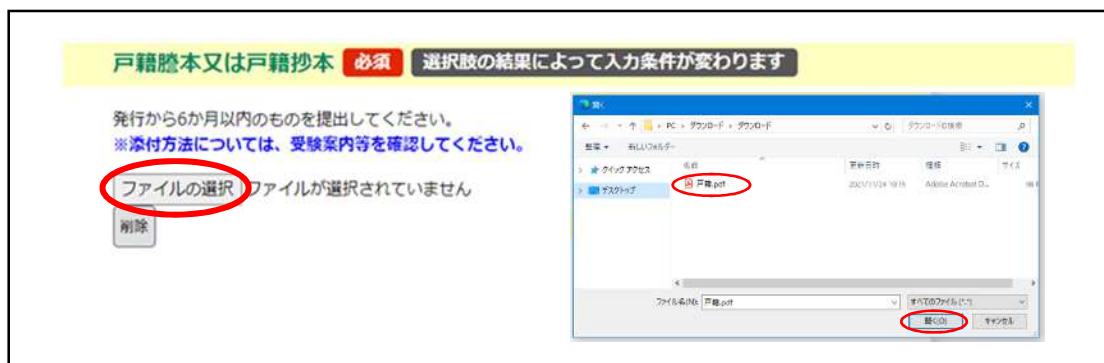 戸籍謄本又は戸籍抄本 必須 選択肢の結果によって入力条件が変わります
発行から6か月以内のものを提出してください。
※添付方法については、受験案内等を確認してください。
ファイルの選択 ファイルが選択されていません
削除
開く
PC › ダウンロード › ダウンロード
ダウンロードの検索
整理 新しいフォルダー
名前 更新日時 種類 サイズ
クイック アクセス
戸籍.pdf
Adobe Acrobat D...
デスクトップ
ファイル名(N): 戸籍.pdf
すべてのファイル (*.*)
開く(O) キャンセル